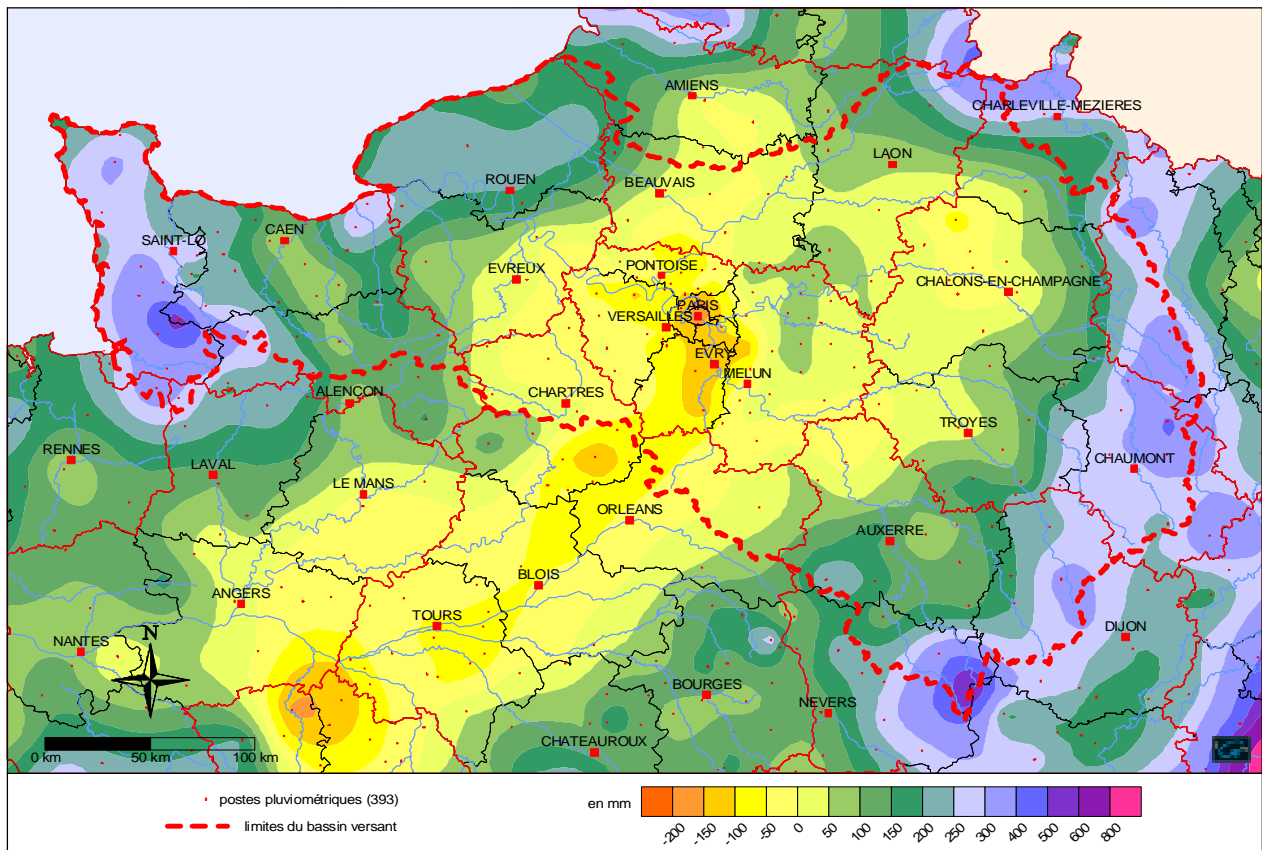 AMIENS
CHARLEVILLE-MEZIERES
LAON
ROUEN
BEAUVAIS
SAINT-LO
CAEN
EVREUX
PONTOISE
CHALONS-EN-CHAMPAGNE
PARIS
VERSAILLES
EVRY
MELUN
ALENCON
CHARTRES
TROYES
RENNES
LAVAL
CHAUMONT
LE MANS
ORLEANS
AUXERRE
BLOIS
ANGERS
TOURS
DIJON
NANTES
N
BOURGES
NEVERS
CHATEAUROUX
0 km 50 km 100 km
postes pluviométriques (393)
limites du bassin versant
en mm
-200 -150 -100 -50 0 50 100 150 200 250 300 400 500 600 800